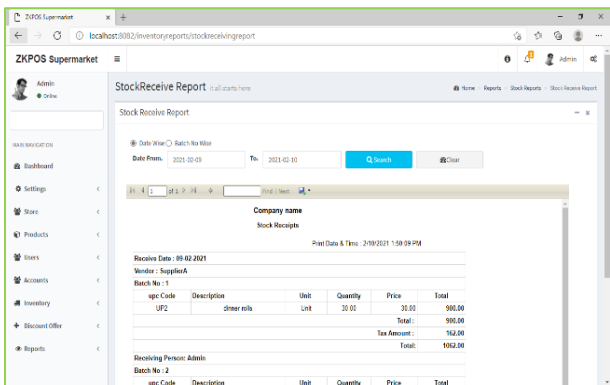 ZKPOS Supermarket
localhost:8082/inventoryreports/stockreceivingreport
ZKPOS Supermarket
Admin
Admin
Online
StockReceive Report It all starts here
Home - Reports - Stock Reports - Stock Receive Report
Stock Receive Report
MAIN NAVIGATION
Dashboard
Settings
Store
Products
Users
Accounts
Inventory
Discount Offer
Reports
Date Wise Batch No Wise
Date From. 2021-02-09 To. 2021-02-10 Search Clear
1 of 1 Find | Next
Company name
Stock Receipts
Print Date & Time : 2/10/2021 1:50:09 PM
Receive Date : 09-02-2021
Vendor : SupplierA
Batch No : 1
upc Code Description Unit Quantity Price Total
UP2 dinner rolls Unit 30.00 30.00 900.00
Total : 900.00
Tax Amount : 162.00
Total: 1062.00
Receiving Person: Admin
Batch No : 2
upc Code Description Unit Quantity Price Total